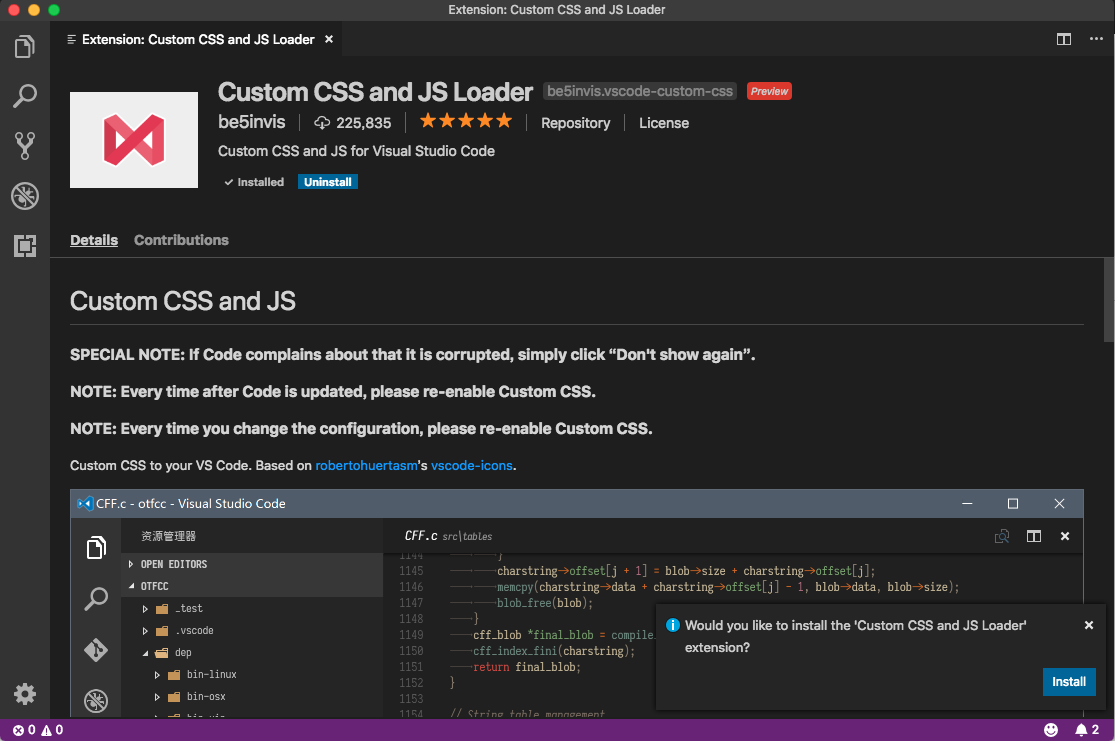 Extension: Custom CSS and JS Loader
Extension: Custom CSS and JS Loader
Custom CSS and JS Loader be5invis.vscode-custom-css Preview
be5invis 225,835 Repository License
Custom CSS and JS for Visual Studio Code
Installed Uninstall
Details Contributions
Custom CSS and JS
SPECIAL NOTE: If Code complains about that it is corrupted, simply click “Don't show again”.
NOTE: Every time after Code is updated, please re-enable Custom CSS.
NOTE: Every time you change the configuration, please re-enable Custom CSS.
Custom CSS to your VS Code. Based on robertohuertasm's vscode-icons.
CFF.c - otfcc - Visual Studio Code
资源管理器
OPEN EDITORS
OTFCC
_test
.vscode
dep
bin-linux
bin-osx
CFF.c src\tables
1144 }
1145 charstring->offset[j + 1] = blob->size + charstring->offset[j];
1146 memcpy(charstring->data + charstring->offset[j] - 1, blob->data, blob->size);
1147 blob_free(blob);
1148 }
1149 cff_blob *final_blob = compile
1150 cff_index_fini(charstring);
1151 return final_blob;
1152 }
1153
1154 // String table management
Would you like to install the 'Custom CSS and JS Loader'
extension?
Install
0 0
2